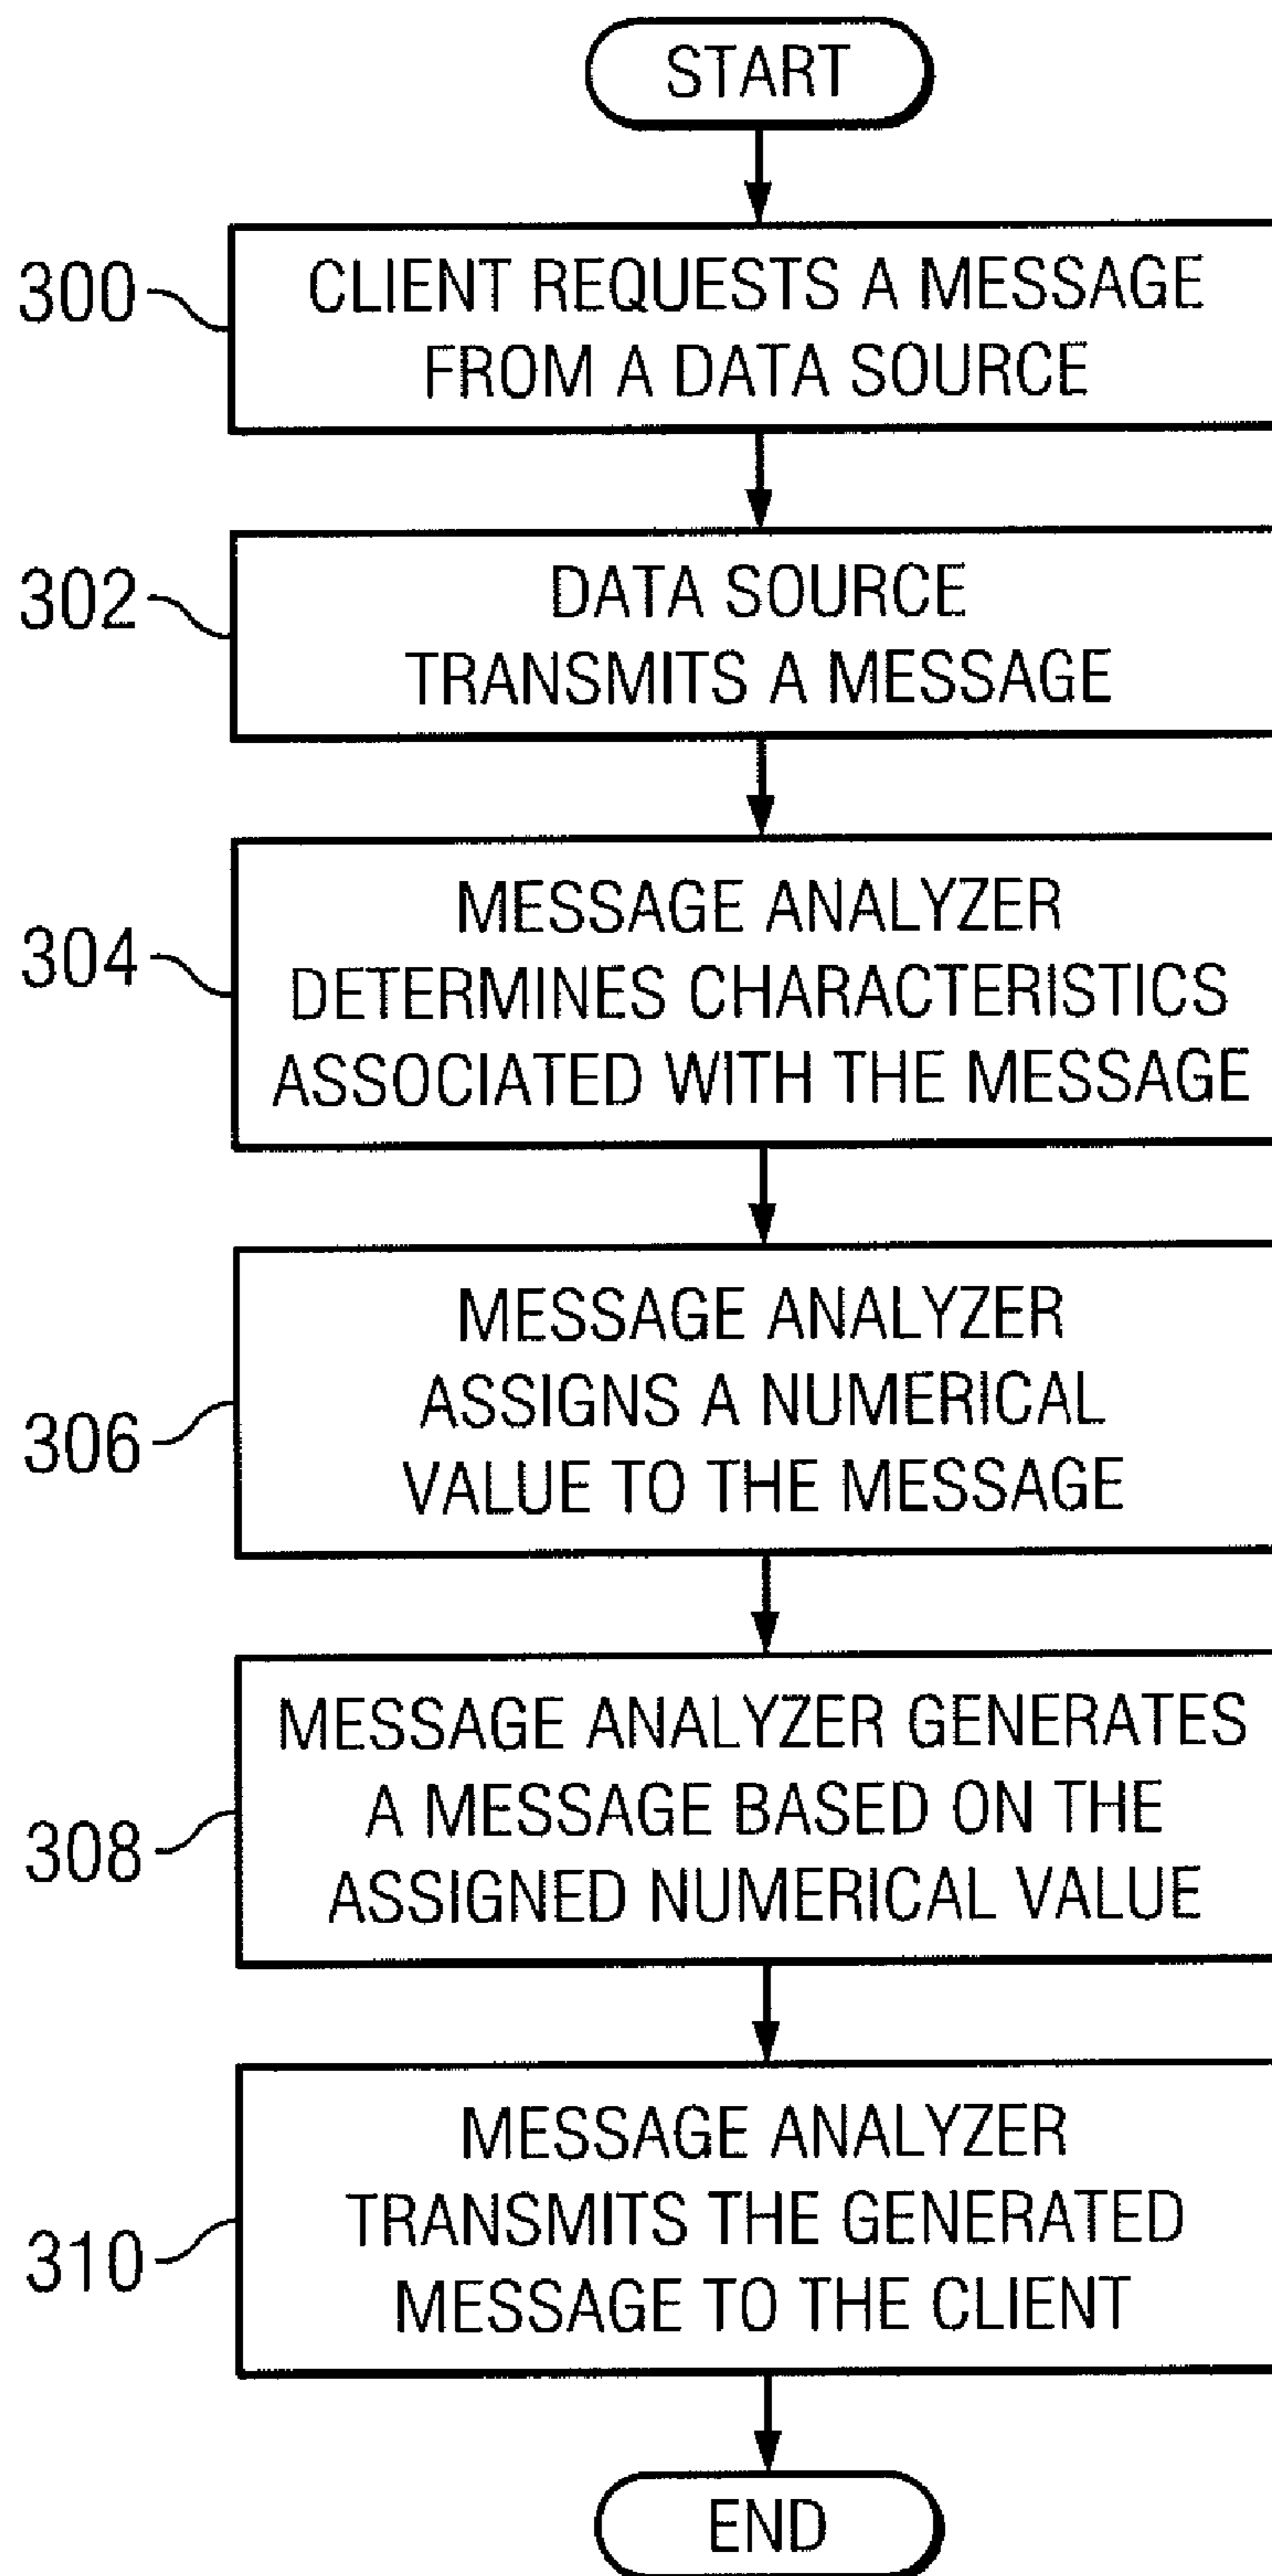 START
300
CLIENT REQUESTS A MESSAGE
FROM A DATA SOURCE
302
DATA SOURCE
TRANSMITS A MESSAGE
304
MESSAGE ANALYZER
DETERMINES CHARACTERISTICS
ASSOCIATED WITH THE MESSAGE
306
MESSAGE ANALYZER
ASSIGNS A NUMERICAL
VALUE TO THE MESSAGE
308
MESSAGE ANALYZER GENERATES
A MESSAGE BASED ON THE
ASSIGNED NUMERICAL VALUE
310
MESSAGE ANALYZER
TRANSMITS THE GENERATED
MESSAGE TO THE CLIENT
END